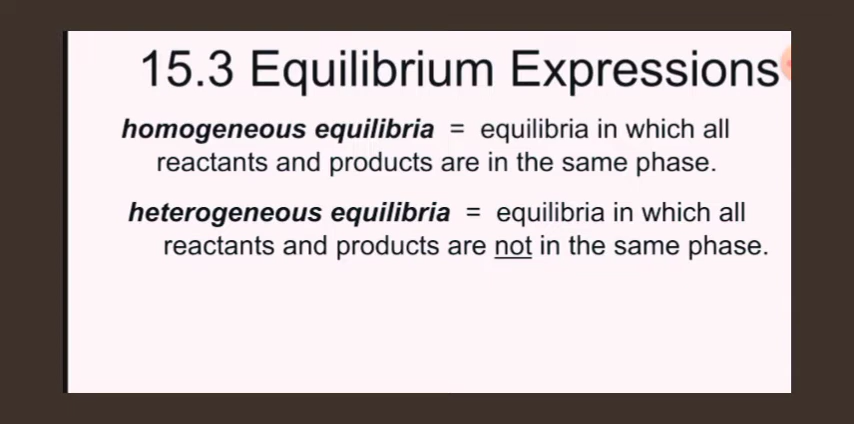 15.3 Equilibrium Expressions
homogeneous equilibria = equilibria in which all
reactants and products are in the same phase.
heterogeneous equilibria = equilibria in which all
reactants and products are not in the same phase.